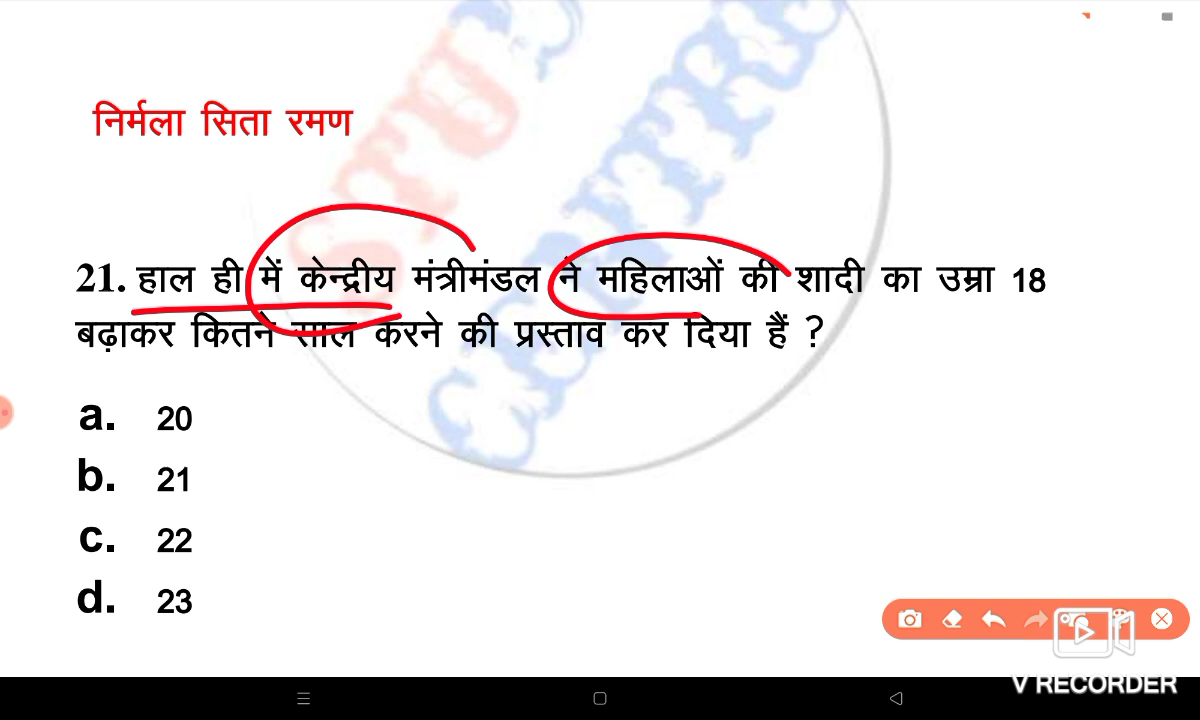 निर्मला सिता रमण
21. हाल ही में केन्द्रीय मंत्रीमंडल ने महिलाओं की शादी का उम्रा 18
बढ़ाकर कितने साल करने की प्रस्ताव कर दिया हैं ?
a. 20
b. 21
c. 22
d. 23
V RECORDER